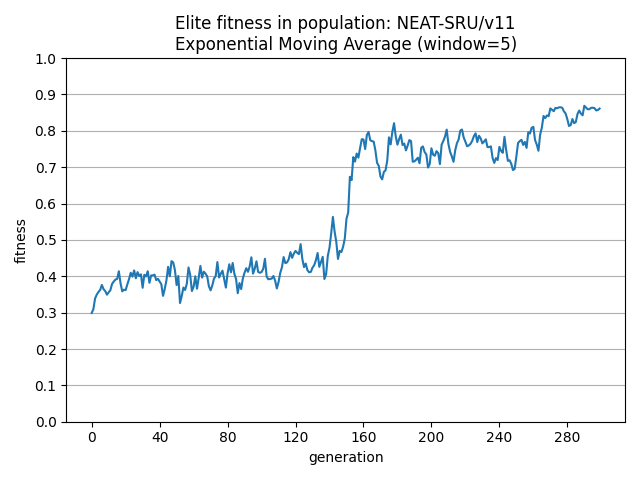 Elite fitness in population: NEAT-SRU/v11
Exponential Moving Average (window=5)
fitness
1.0
0.9
0.8
0.7
0.6
0.5
0.4
0.3
0.2
0.1
0.0
0 40 80 120 160 200 240 280
generation